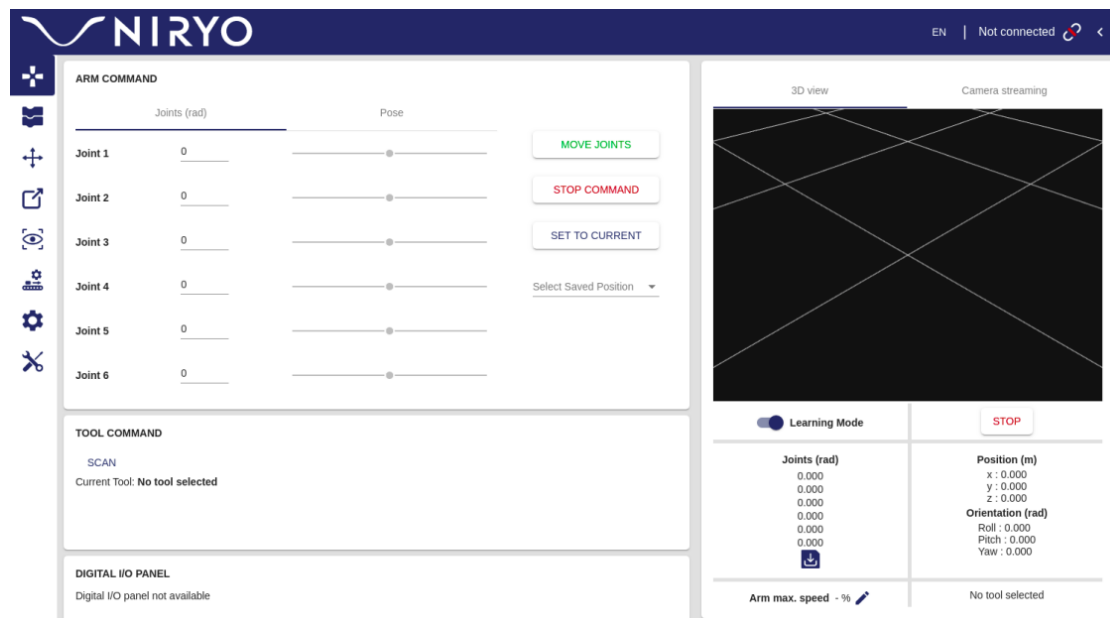 NIRYO
EN | Not connected
ARM COMMAND
Joints (rad) Pose
Joint 1 0
Joint 2 0
Joint 3 0
Joint 4 0
Joint 5 0
Joint 6 0
MOVE JOINTS
STOP COMMAND
SET TO CURRENT
Select Saved Position
TOOL COMMAND
SCAN
Current Tool: No tool selected
DIGITAL I/O PANEL
Digital I/O panel not available
3D view Camera streaming
Learning Mode STOP
Joints (rad)
0.000
0.000
0.000
0.000
0.000
0.000
Position (m)
x : 0.000
y : 0.000
z : 0.000
Orientation (rad)
Roll : 0.000
Pitch : 0.000
Yaw : 0.000
Arm max. speed - %
No tool selected